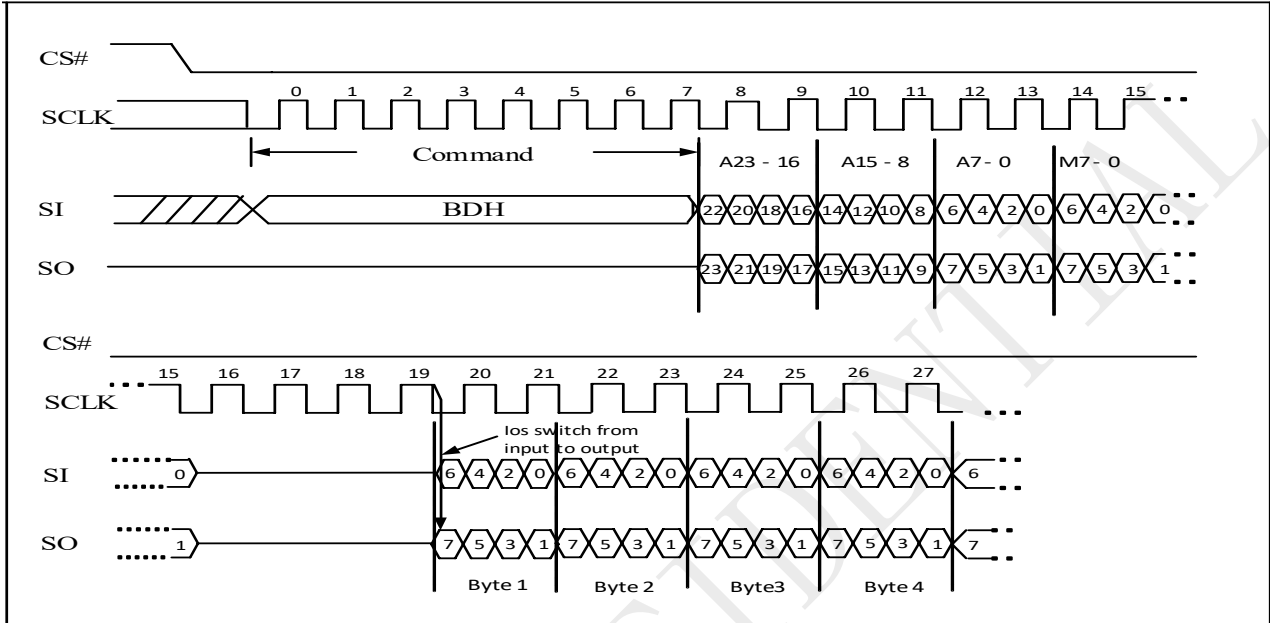 CS#
0 1 2 3 4 5 6 7 8 9 10 11 12 13 14 15
SCLK
Command
A23 - 16 A15 - 8 A7- 0 M7- 0
SI BDH 22 20 18 16 14 12 10 8 6 4 2 0 6 4 2 0
SO 23 21 19 17 15 13 11 9 7 5 3 1 7 5 3 1
CS#
15 16 17 18 19 20 21 22 23 24 25 26 27
SCLK
Ios switch from
input to output
SI 0 6 4 2 0 6 4 2 0 6 4 2 0 6 4 2 0 6
SO 1 7 5 3 1 7 5 3 1 7 5 3 1 7 5 3 1 7
Byte 1 Byte 2 Byte3 Byte 4
IDENTIAL